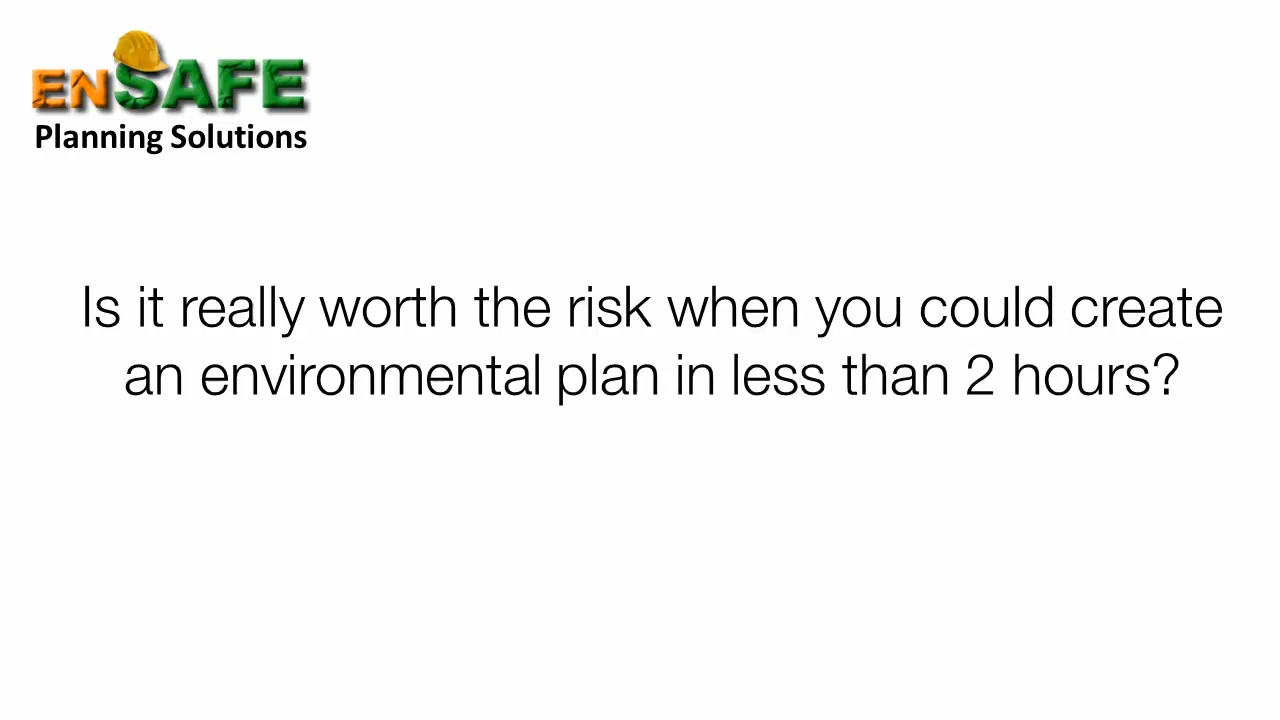 ENSAFE
Planning Solutions
Is it really worth the risk when you could create
an environmental plan in less than 2 hours?